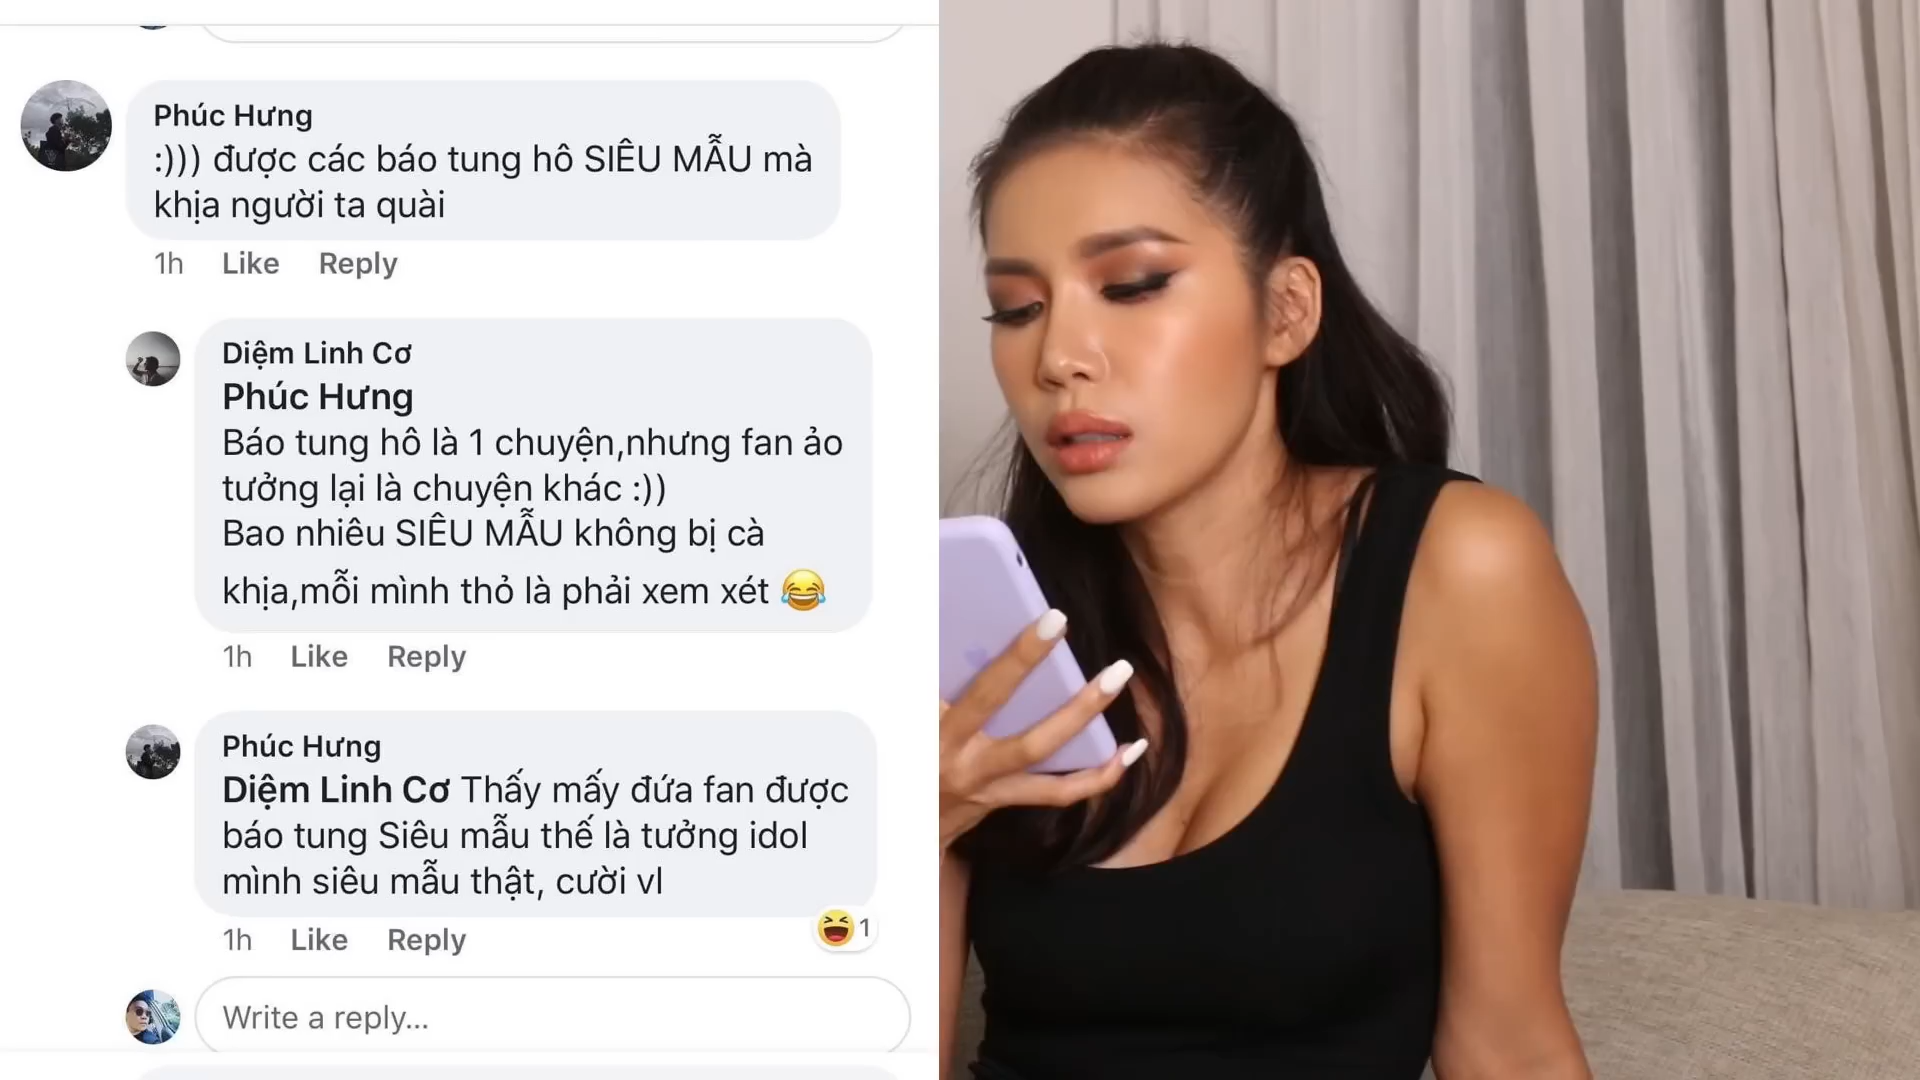 Phúc Hưng
:))) được các báo tung hô SIÊU MẪU mà
khịa người ta quài
1h Like Reply
Diệm Linh Cơ
Phúc Hưng
Báo tung hô là 1 chuyện,nhưng fan ảo
tưởng lại là chuyện khác :))
Bao nhiêu SIÊU MẪU không bị cà
khịa,mỗi mình thỏ là phải xem xét 😂
1h Like Reply
Phúc Hưng
Diệm Linh Cơ Thấy mấy đứa fan được
báo tung Siêu mẫu thế là tưởng idol
mình siêu mẫu thật, cười vl
1h Like Reply 😆 1
Write a reply...